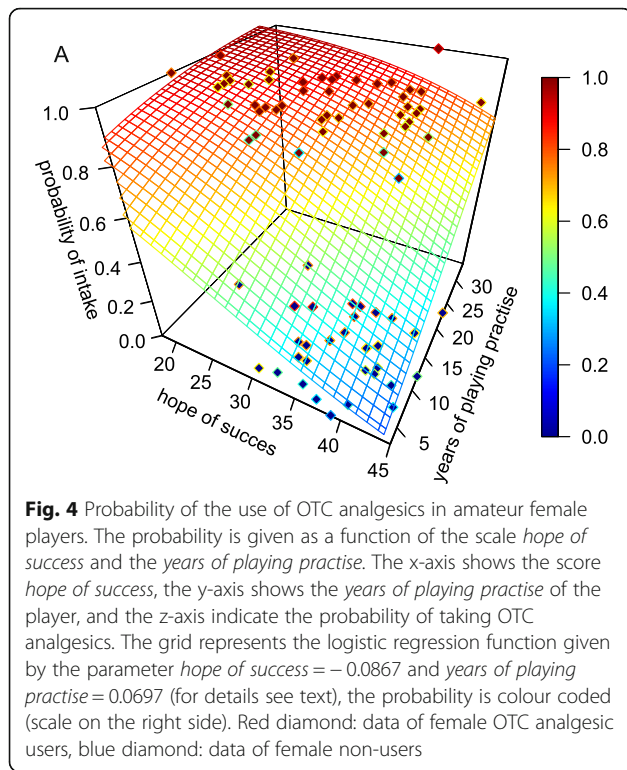 A
1.0
0.8
0.6
0.4
0.2
0.0
probability of intake
20
25
30
35
40
45
hope of succes
5
10
15
20
25
30
years of playing practise
1.0
0.8
0.6
0.4
0.2
0.0
Fig. 4 Probability of the use of OTC analgesics in amateur female
players. The probability is given as a function of the scale hope of
success and the years of playing practise. The x-axis shows the score
hope of success, the y-axis shows the years of playing practise of the
player, and the z-axis indicate the probability of taking OTC
analgesics. The grid represents the logistic regression function given
by the parameter hope of success = − 0.0867 and years of playing
practise = 0.0697 (for details see text), the probability is colour coded
(scale on the right side). Red diamond: data of female OTC analgesic
users, blue diamond: data of female non-users